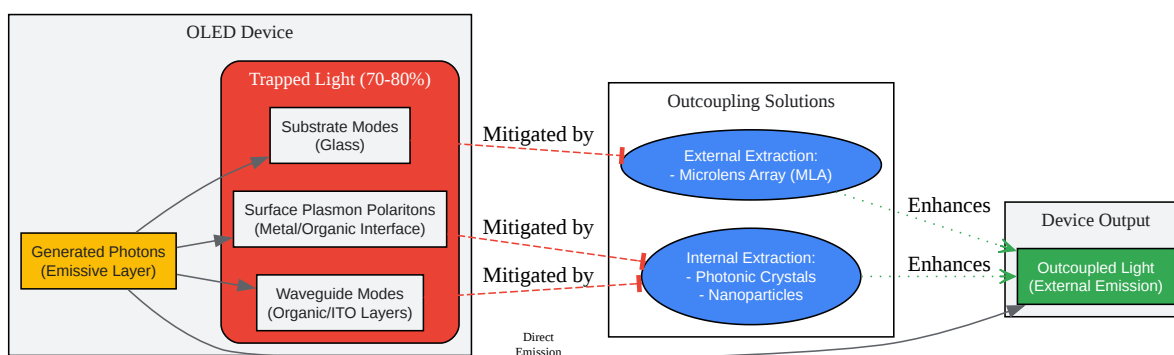 OLED Device
Trapped Light (70-80%)
Substrate Modes
(Glass)
Surface Plasmon Polaritons
(Metal/Organic Interface)
Waveguide Modes
(Organic/ITO Layers)
Generated Photons
(Emissive Layer)
Mitigated by
Mitigated by
Mitigated by
Direct
Emission
Outcoupling Solutions
External Extraction:
- Microlens Array (MLA)
Internal Extraction:
- Photonic Crystals
- Nanoparticles
Enhances
Enhances
Device Output
Outcoupled Light
(External Emission)